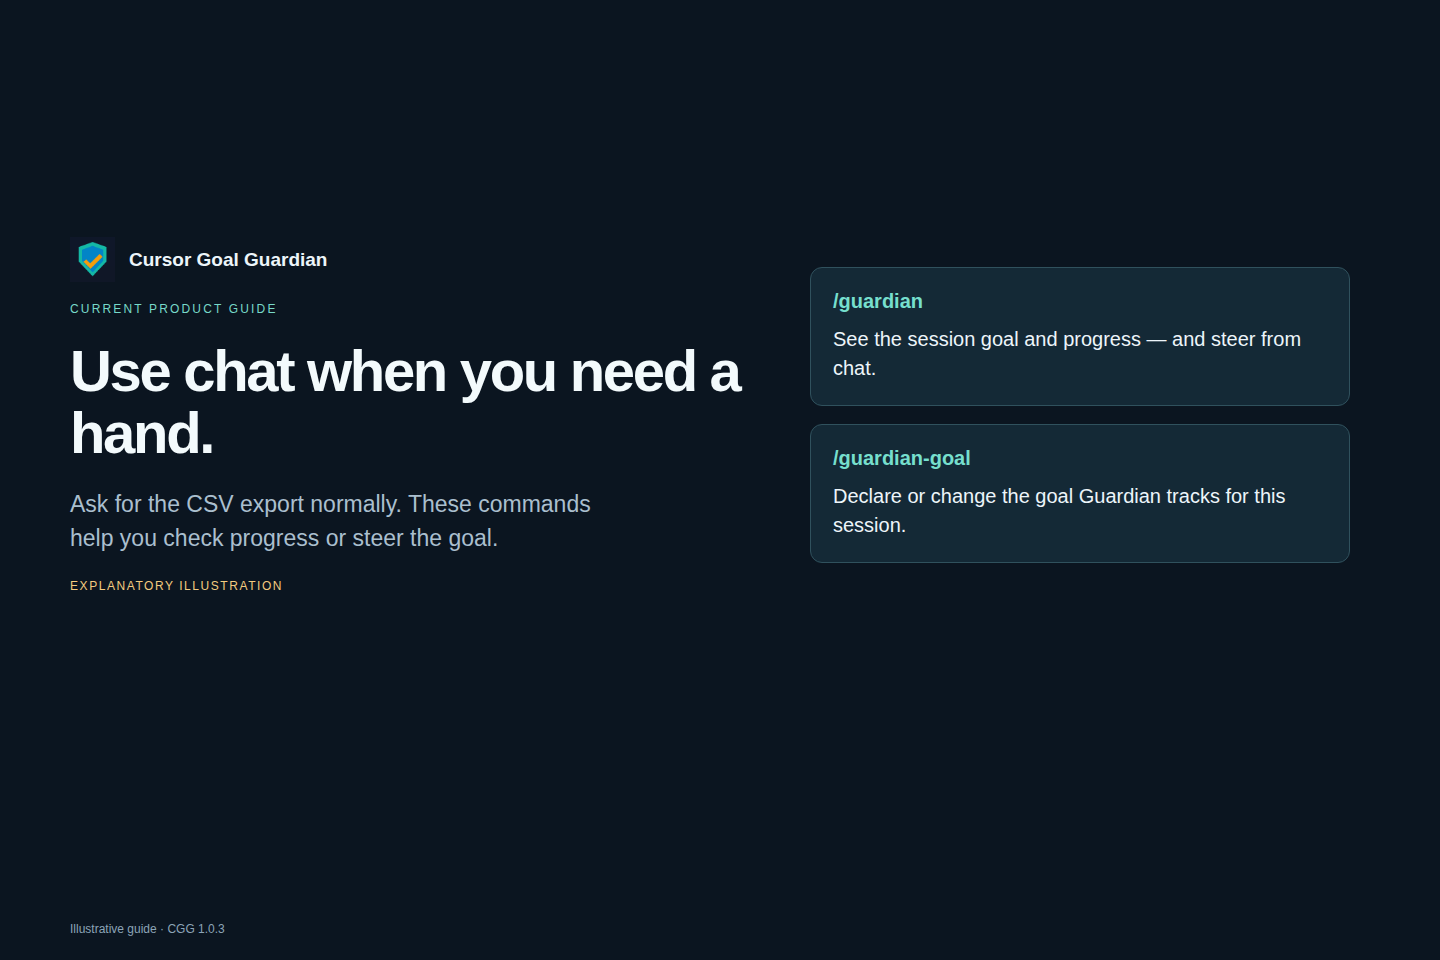 Cursor Goal Guardian
CURRENT PRODUCT GUIDE
Use chat when you need a
hand.
Ask for the CSV export normally. These commands
help you check progress or steer the goal.
EXPLANATORY ILLUSTRATION
/guardian
See the session goal and progress — and steer from
chat.
/guardian-goal
Declare or change the goal Guardian tracks for this
session.
Illustrative guide · CGG 1.0.3